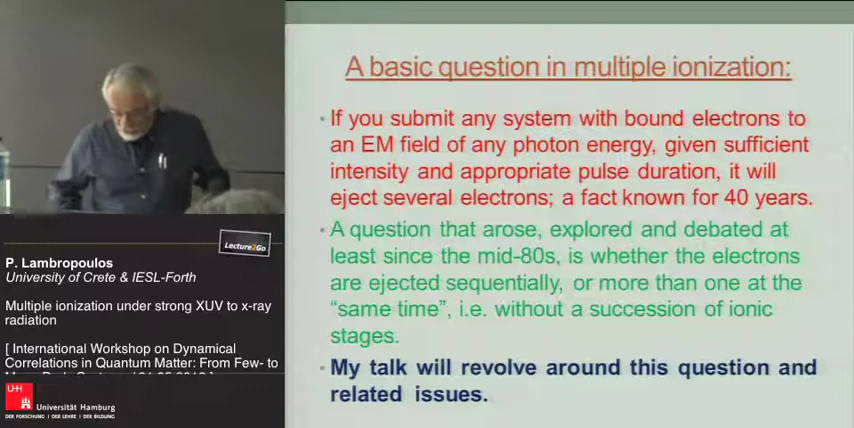 A basic question in multiple ionization:
If you submit any system with bound electrons to
an EM field of any photon energy, given sufficient
intensity and appropriate pulse duration, it will
eject several electrons; a fact known for 40 years.
A question that arose, explored and debated at
least since the mid-80s, is whether the electrons
are ejected sequentially, or more than one at the
“same time”, i.e. without a succession of ionic
stages.
My talk will revolve around this question and
related issues.
Lecture2Go
P. Lambropoulos
University of Crete & IESL-Forth
Multiple ionization under strong XUV to x-ray
radiation
[ International Workshop on Dynamical
Correlations in Quantum Matter: From Few- to
UH
Universität Hamburg
DER FORSCHUNG | DER LEHRE | DER BILDUNG